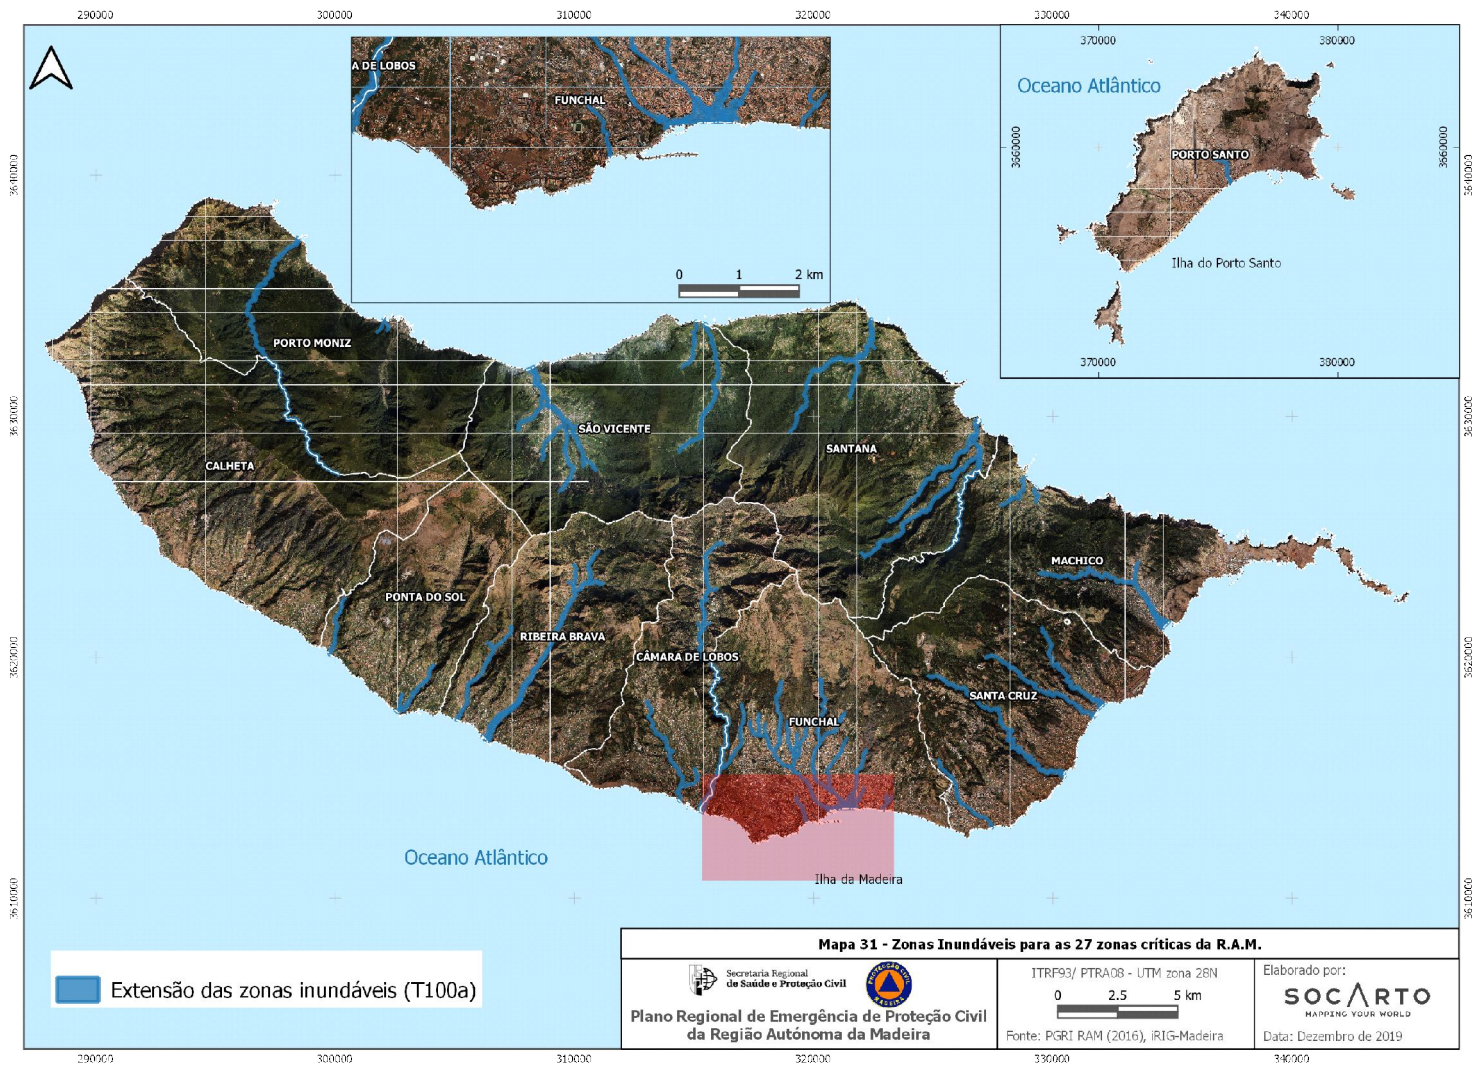 290000
300000
310000
320000
330000
340000
A DE LOBOS
FUNCHAL
0 1 2 km
370000
380000
Oceano Atlântico
3660000
3660000
PORTO SANTO
Ilha do Porto Santo
370000
380000
3640000
3640000
3630000
3630000
3620000
3620000
3610000
3610000
PORTO MONIZ
CALHETA
SÃO VICENTE
SANTANA
PONTA DO SOL
RIBEIRA BRAVA
CÂMARA DE LOBOS
FUNCHAL
MACHICO
SANTA CRUZ
Oceano Atlântico
Ilha da Madeira
Extensão das zonas inundáveis (T100a)
Mapa 31 - Zonas Inundáveis para as 27 zonas críticas da R.A.M.
Secretaria Regional
de Saúde e Proteção Civil
PROTECÇÃO CIVIL
MADEIRA
Plano Regional de Emergência de Proteção Civil
da Região Autónoma da Madeira
ITRF93/ PTRA08 - UTM zona 28N
0 2.5 5 km
Fonte: PGRI RAM (2016), iRIG-Madeira
Elaborado por:
SOCARTO
MAPPING YOUR WORLD
Data: Dezembro de 2019
290000
300000
310000
320000
330000
340000